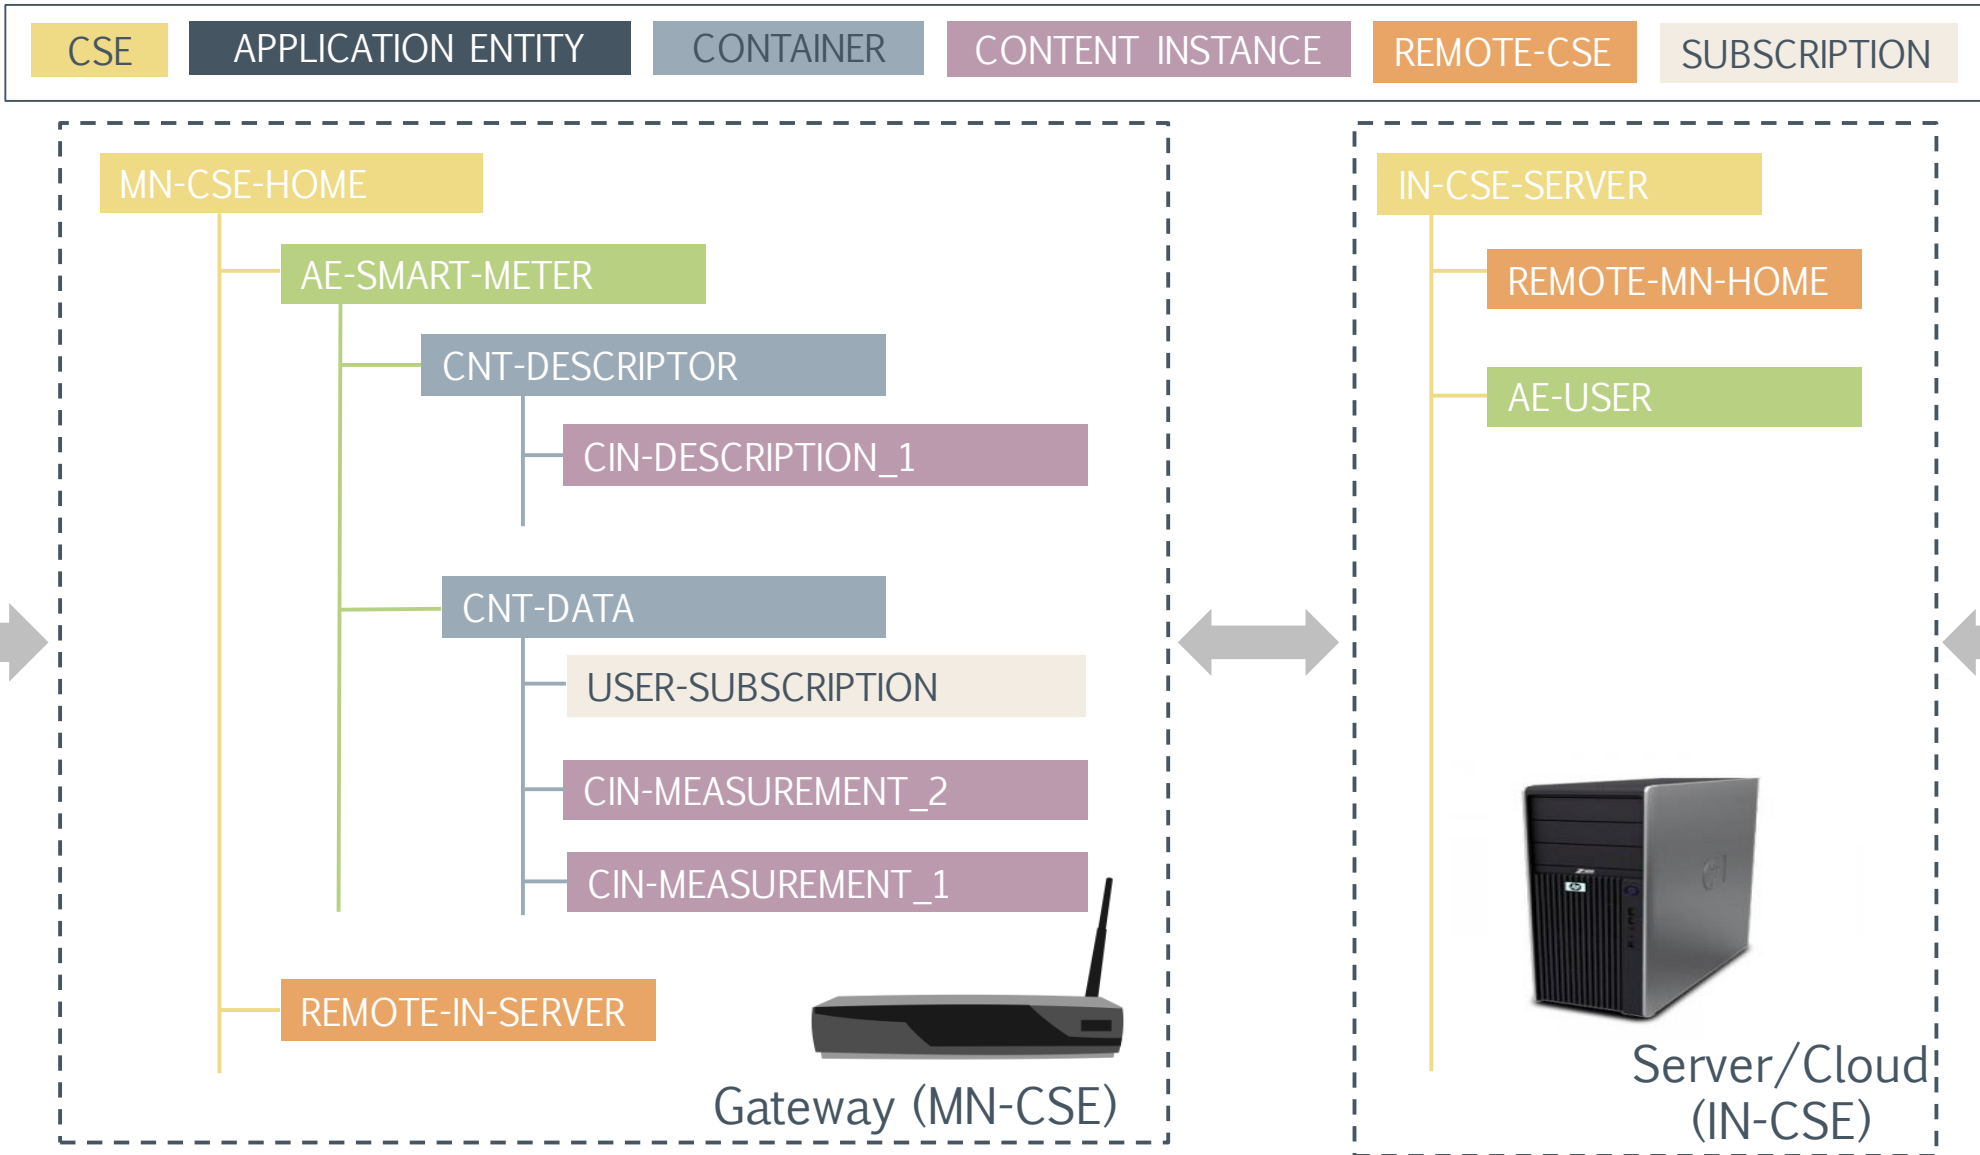 CSE
APPLICATION ENTITY
CONTAINER
CONTENT INSTANCE
REMOTE-CSE
SUBSCRIPTION
MN-CSE-HOME
AE-SMART-METER
CNT-DESCRIPTOR
CIN-DESCRIPTION_1
CNT-DATA
USER-SUBSCRIPTION
CIN-MEASUREMENT_2
CIN-MEASUREMENT_1
REMOTE-IN-SERVER
Gateway (MN-CSE)
IN-CSE-SERVER
REMOTE-MN-HOME
AE-USER
hp
Server/Cloud
(IN-CSE)